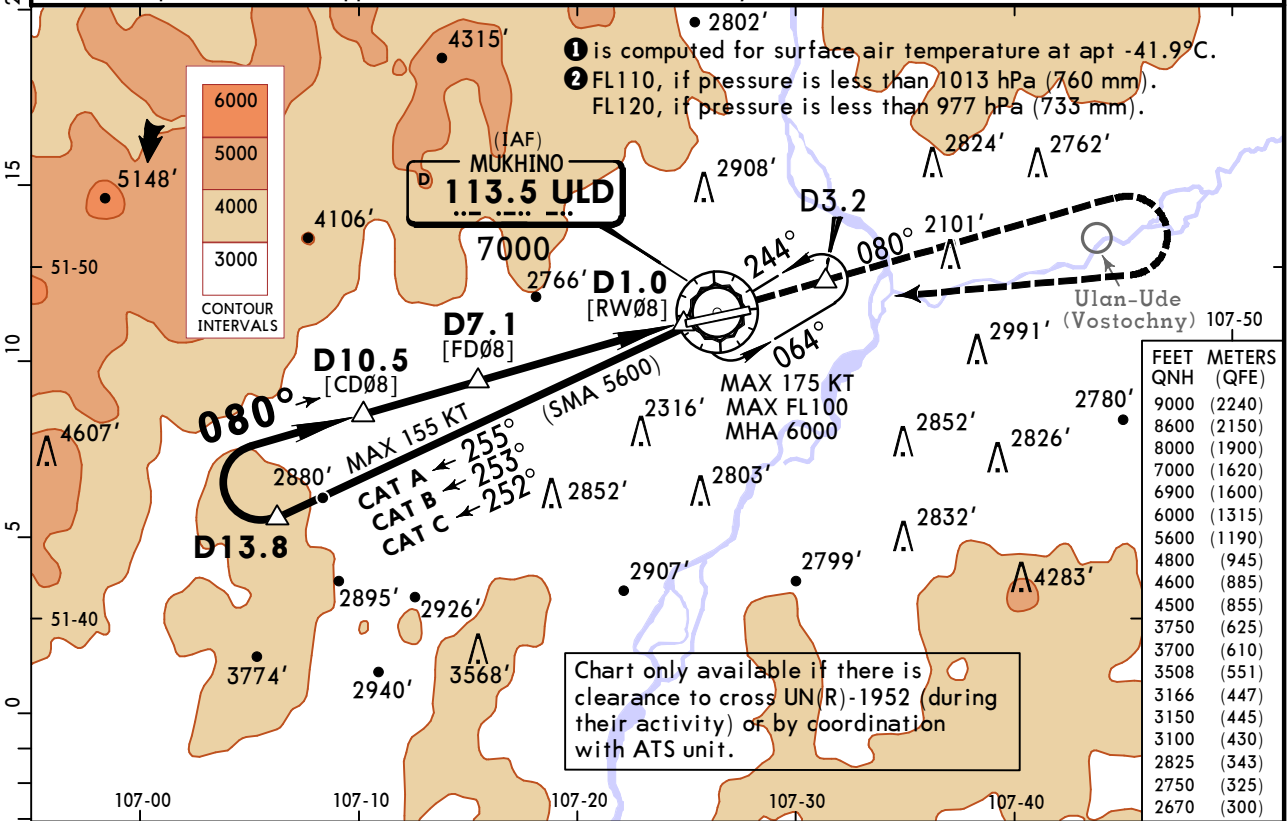 2802'
4315'
❶ is computed for surface air temperature at apt -41.9°C.
❷ FL110, if pressure is less than 1013 hPa (760 mm).
FL120, if pressure is less than 977 hPa (733 mm).
6000
5000
4000
3000
CONTOUR
INTERVALS
5148'
4106'
(IAF)
MUKHINO
D 113.5 ULD
7000
2908'
2824'
2762'
D3.2
244°
080°
2101'
064°
2766'
D1.0
[RWØ8]
D7.1
[FDØ8]
D10.5
[CDØ8]
080°
MAX 155 KT
(SMA 5600)
MAX 175 KT
MAX FL100
MHA 6000
Ulan-Ude
(Vostochny)
107-50
2991'
4607'
2880'
CAT A 255°
CAT B 253°
CAT C 252°
D13.8
2316'
2852'
2803'
2852'
2826'
2780'
2832'
2895'
2926'
2907'
2799'
4283'
3774'
2940'
3568'
Chart only available if there is
clearance to cross UN(R)-1952 (during
their activity) or by coordination
with ATS unit.
FEET METERS
QNH (QFE)
9000 (2240)
8600 (2150)
8000 (1900)
7000 (1620)
6900 (1600)
6000 (1315)
5600 (1190)
4800 (945)
4600 (885)
4500 (855)
3750 (625)
3700 (610)
3508 (551)
3166 (447)
3150 (445)
3100 (430)
2825 (343)
2750 (325)
2670 (300)
15
51-50
10
5
51-40
0
107-00
107-10
107-20
107-30
107-40